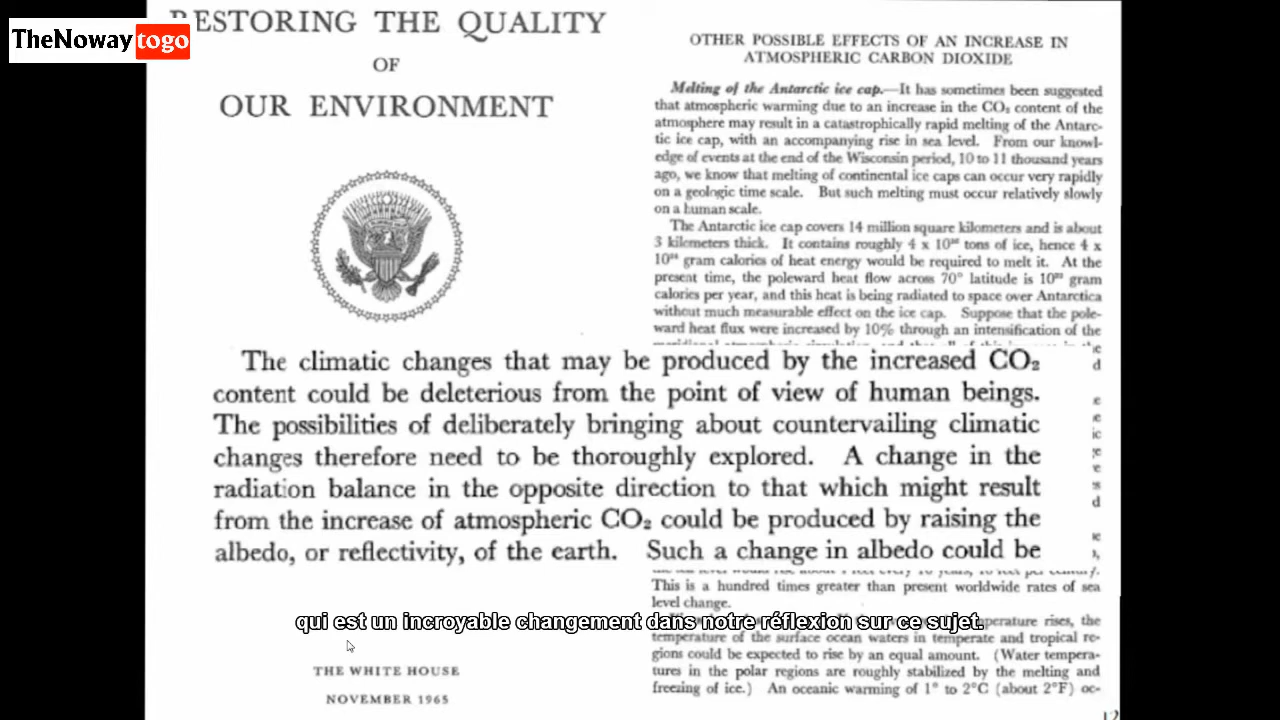 TheNowaytogo
RESTORING THE QUALITY
OF
OUR ENVIRONMENT
OTHER POSSIBLE EFFECTS OF AN INCREASE IN
ATMOSPHERIC CARBON DIOXIDE
Melting of the Antarctic ice cap.—It has sometimes been suggested
that atmospheric warming due to an increase in the CO₂ content of the
atmosphere may result in a catastrophically rapid melting of the Antarc-
tic ice cap, with an accompanying rise in sea level. From our knowl-
edge of events at the end of the Wisconsin period, 10 to 11 thousand years
ago, we know that melting of continental ice caps can occur very rapidly
on a geologic time scale. But such melting must occur relatively slowly
on a human scale.
The Antarctic ice cap covers 14 million square kilometers and is about
3 kilometers thick. It contains roughly 4 x tons of ice, hence 4 x
gram calories of heat energy would be required to melt it. At the
present time, the poleward heat flow across 70° latitude is gram
calories per year, and this heat is being radiated to space over Antarctica
without much measurable effect on the ice cap. Suppose that the pole-
ward heat flux were increased by 10% through an intensification of the
The climatic changes that may be produced by the increased CO₂
content could be deleterious from the point of view of human beings.
The possibilities of deliberately bringing about countervailing climatic
changes therefore need to be thoroughly explored. A change in the
radiation balance in the opposite direction to that which might result
from the increase of atmospheric CO₂ could be produced by raising the
albedo, or reflectivity, of the earth. Such a change in albedo could be
This is a hundred times greater than present worldwide rates of sea
level change.
qui est un incroyable changement dans notre réflexion sur ce sujet.
rises, the
temperature of the surface ocean waters in temperate and tropical re-
gions could be expected to rise by an equal amount. (Water tempera-
tures in the polar regions are roughly stabilized by the melting and
freezing of ice.) An oceanic warming of 1° to 2°C (about 2°F) oc-
THE WHITE HOUSE
NOVEMBER 1965